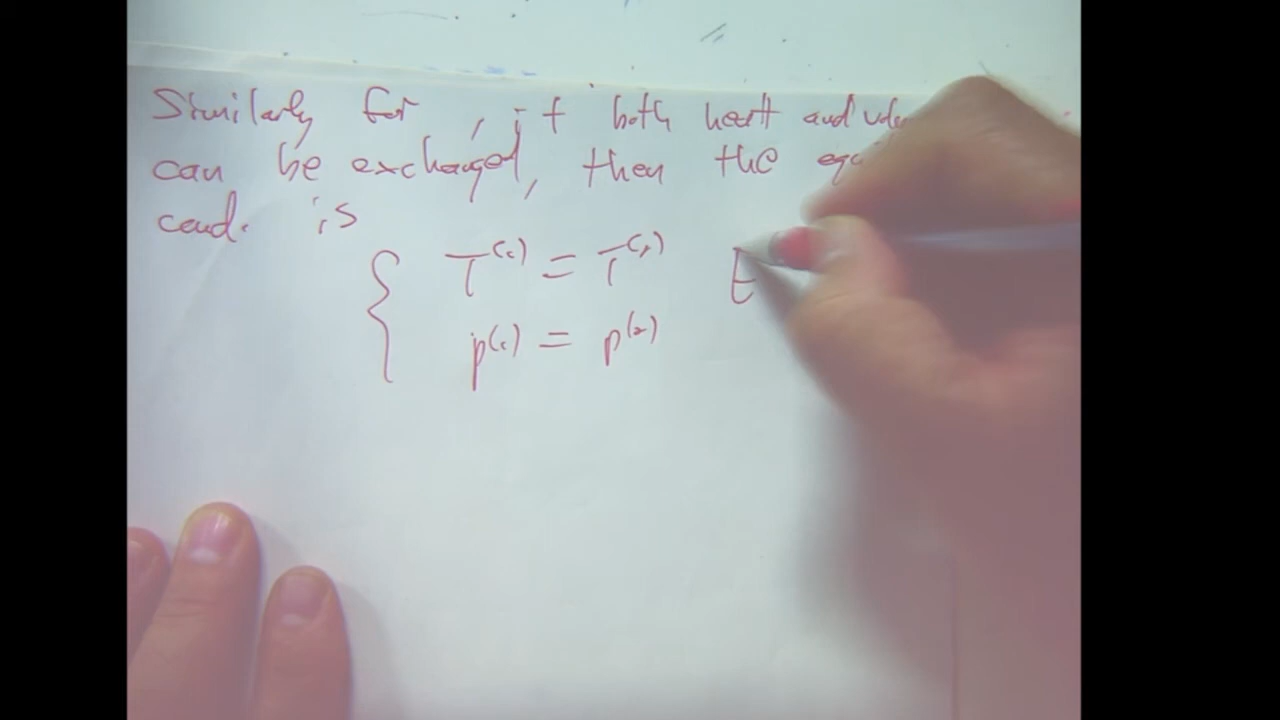 Similarly for , if both heat and
can be exchanged, then the
cond. is
{ T^(1) = T^(2) E
p^(1) = p^(2)